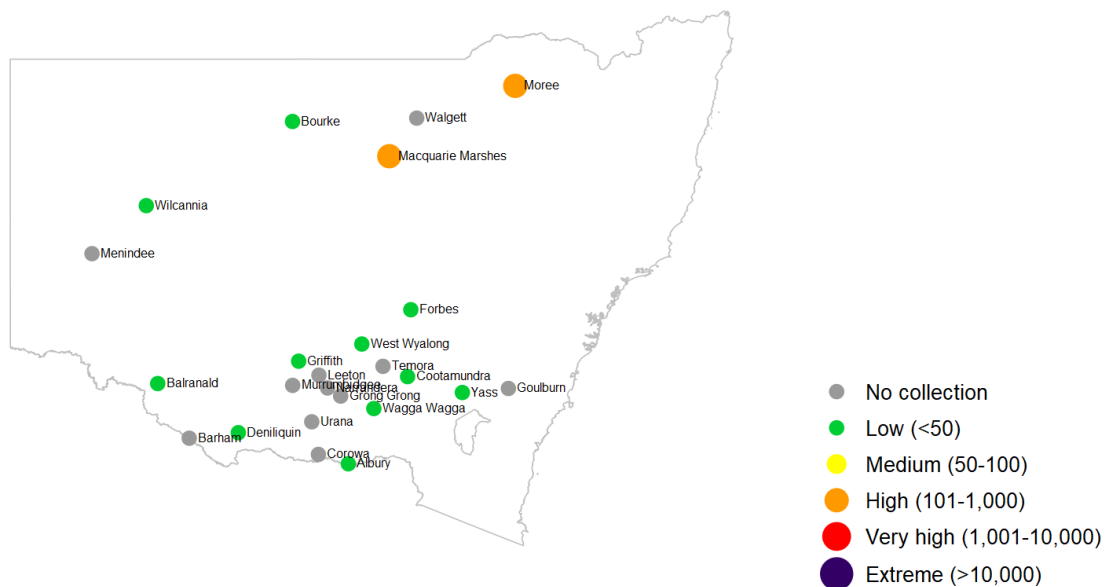 Moree
Walgett
Bourke
Macquarie Marshes
Wilcannia
Menindee
Forbes
West Wyalong
Griffith
Temora
Leeton
Cootamundra
Balranald
Murrumbidgee
Narrandera
Goulburn
Yass
Grong Grong
Wagga Wagga
Urana
Deniliquin
Barham
Corowa
Albury
No collection
Low (<50)
Medium (50-100)
High (101-1,000)
Very high (1,001-10,000)
Extreme (>10,000)